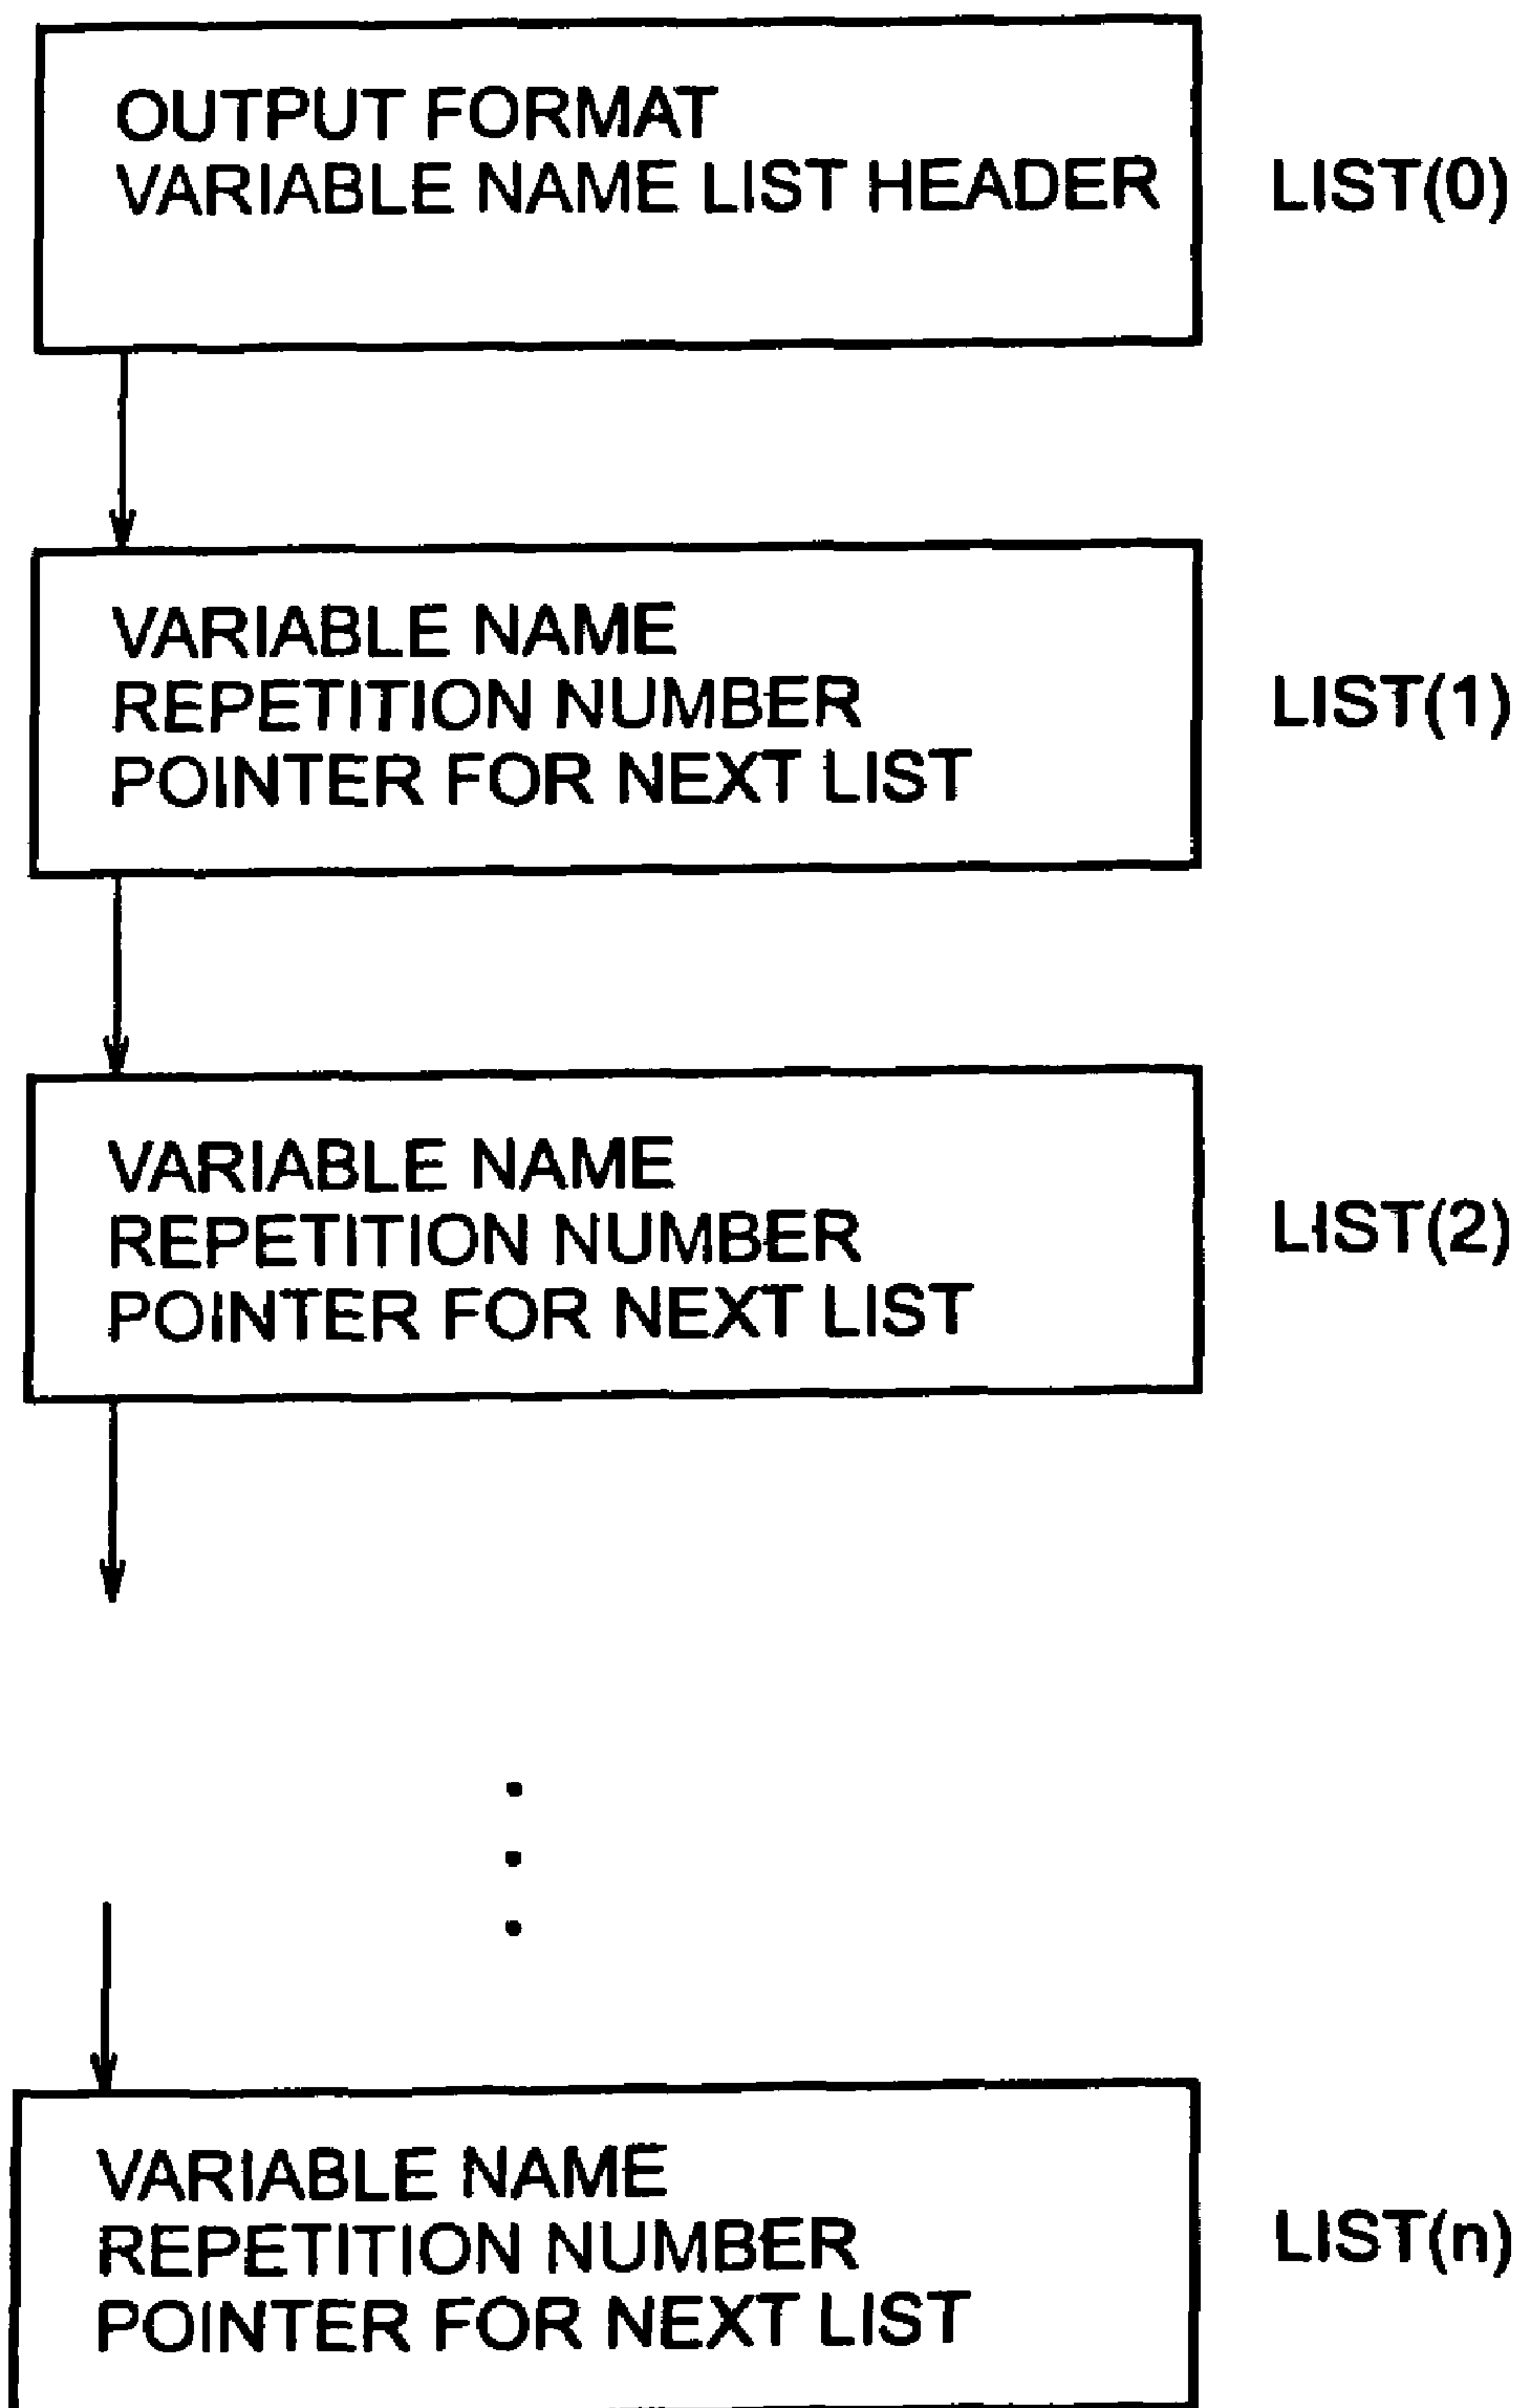 OUTPUT FORMAT
VARIABLE NAME LIST HEADER
LIST(0)
VARIABLE NAME
REPETITION NUMBER
POINTER FOR NEXT LIST
LIST(1)
VARIABLE NAME
REPETITION NUMBER
POINTER FOR NEXT LIST
LIST(2)
VARIABLE NAME
REPETITION NUMBER
POINTER FOR NEXT LIST
LIST(n)